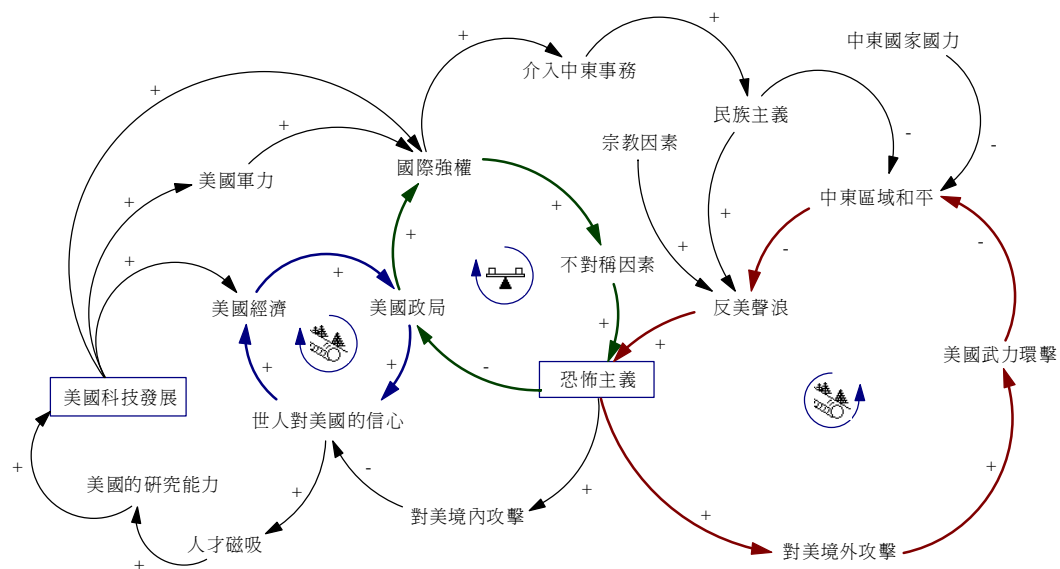 +
+
中東國家國力
介入中東事務
+
+
民族主義
+
-
宗教因素
-
國際強權
美國軍力
中東區域和平
+
+
+
+
+
-
-
+
不對稱因素
+
美國經濟
美國政局
反美聲浪
+
+
美國武力環擊
+
+
-
恐怖主義
美國科技發展
世人對美國的信心
+
-
+
+
美國的研究能力
+
對美境內攻擊
+
人才磁吸
對美境外攻擊
+